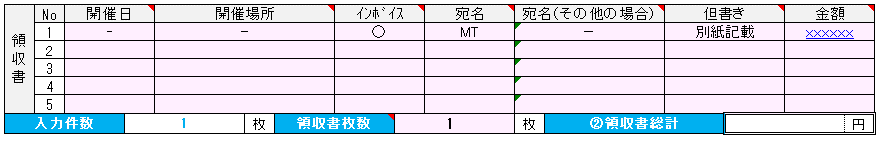 領収書
No 開催日 開催場所 ｲﾝﾎﾞｲｽ 宛名 宛名(その他の場合) 但書き 金額
1 - - 〇 MT - 別紙記載 xxxxxx
2
3
4
5
入力件数 1 枚 領収書枚数 1 枚 ②領収書総計 円